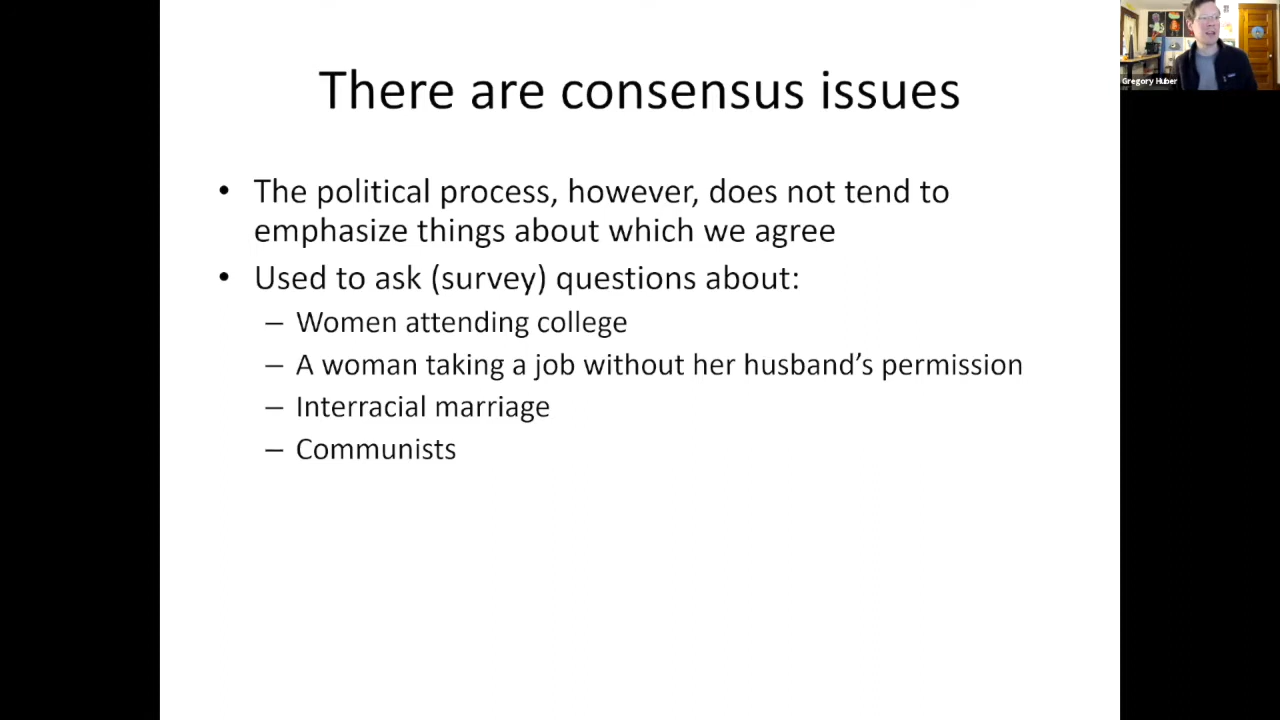 There are consensus issues
• The political process, however, does not tend to
emphasize things about which we agree
• Used to ask (survey) questions about:
– Women attending college
– A woman taking a job without her husband’s permission
– Interracial marriage
– Communists
Gregory Huber